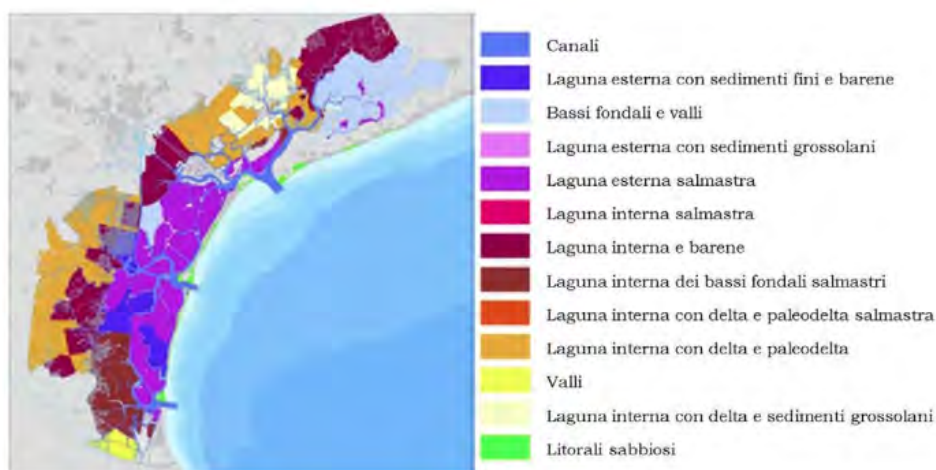 Canali
Laguna esterna con sedimenti fini e barene
Bassi fondali e valli
Laguna esterna con sedimenti grossolani
Laguna esterna salmastra
Laguna interna salmastra
Laguna interna e barene
Laguna interna dei bassi fondali salmastri
Laguna interna con delta e paleodelta salmastra
Laguna interna con delta e paleodelta
Valli
Laguna interna con delta e sedimenti grossolani
Litorali sabbiosi